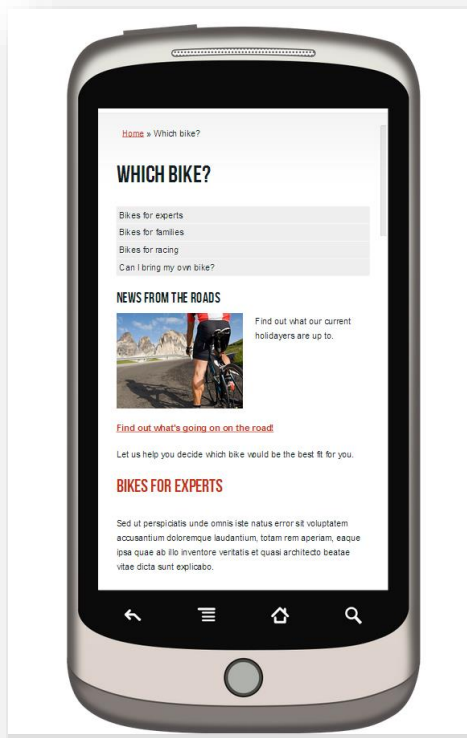 Home » Which bike?
WHICH BIKE?
Bikes for experts
Bikes for families
Bikes for racing
Can I bring my own bike?
NEWS FROM THE ROADS
Find out what our current
holidayers are up to.
Find out what's going on on the road!
Let us help you decide which bike would be the best fit for you.
BIKES FOR EXPERTS
Sed ut perspiciatis unde omnis iste natus error sit voluptatem
accusantium doloremque laudantium, totam rem aperiam, eaque
ipsa quae ab illo inventore veritatis et quasi architecto beatae
vitae dicta sunt explicabo.